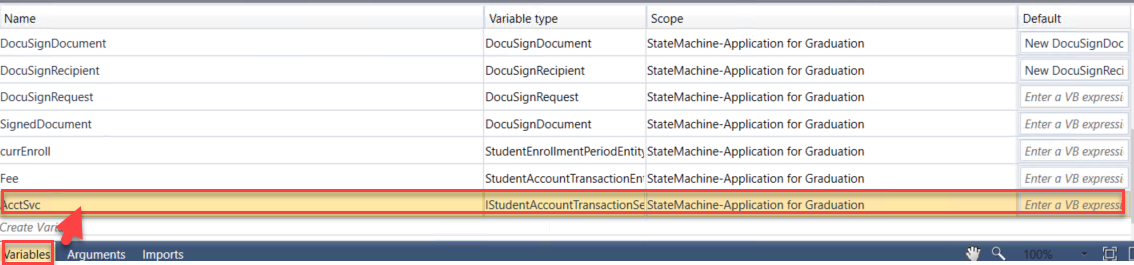 Name Variable type Scope Default
DocuSignDocument DocuSignDocument StateMachine-Application for Graduation New DocuSignDoc
DocuSignRecipient DocuSignRecipient StateMachine-Application for Graduation New DocuSignReci
DocuSignRequest DocuSignRequest StateMachine-Application for Graduation Enter a VB expressi
SignedDocument DocuSignDocument StateMachine-Application for Graduation Enter a VB expressi
currEnroll StudentEnrollmentPeriodEntity StateMachine-Application for Graduation Enter a VB expressi
Fee StudentAccountTransactionEn StateMachine-Application for Graduation Enter a VB expressi
AcctSvc IStudentAccountTransactionSe StateMachine-Application for Graduation Enter a VB expressi
Create Vari
Variables Arguments Imports 100%